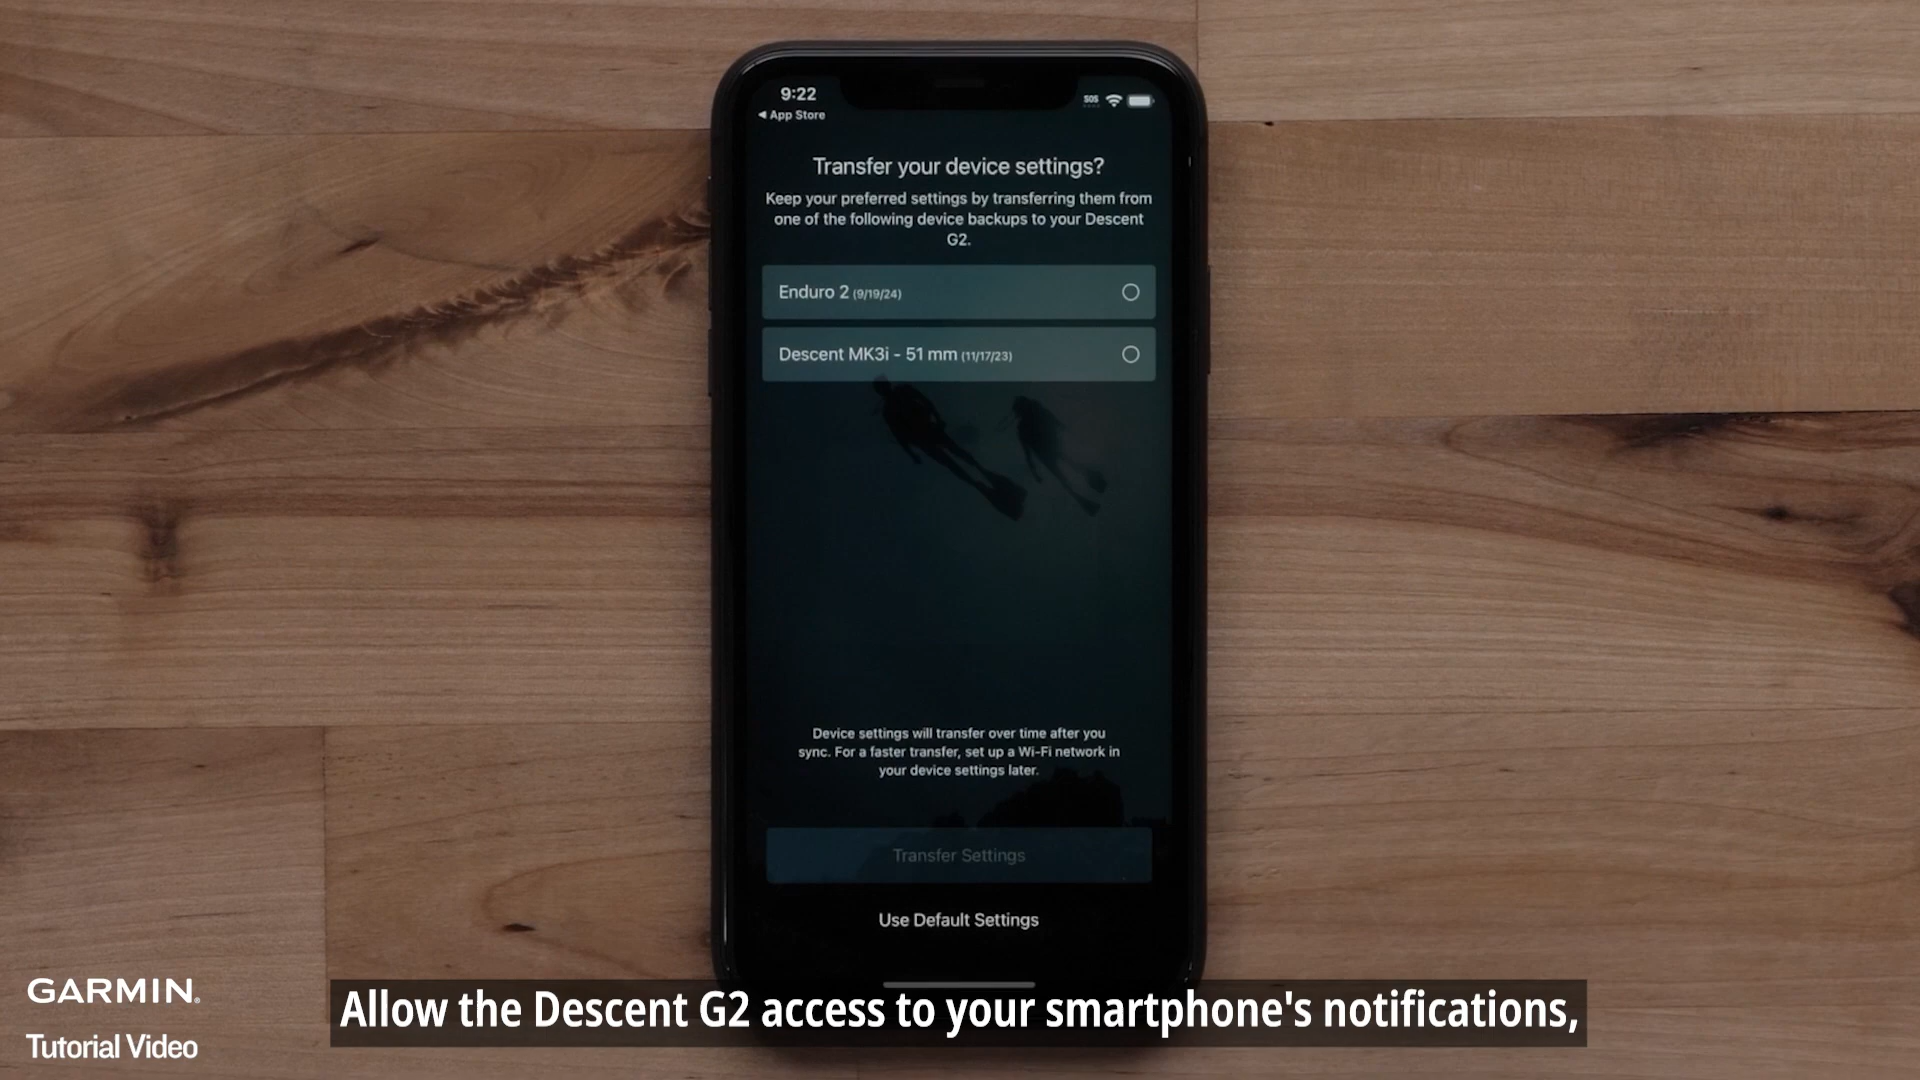 9:22
SOS
◀ App Store
Transfer your device settings?
Keep your preferred settings by transferring them from
one of the following device backups to your Descent
G2.
Enduro 2 (9/19/24)
Descent MK3i - 51 mm (11/17/23)
Device settings will transfer over time after you
sync. For a faster transfer, set up a Wi-Fi network in
your device settings later.
Transfer Settings
Use Default Settings
GARMIN®
Tutorial Video
Allow the Descent G2 access to your smartphone's notifications,